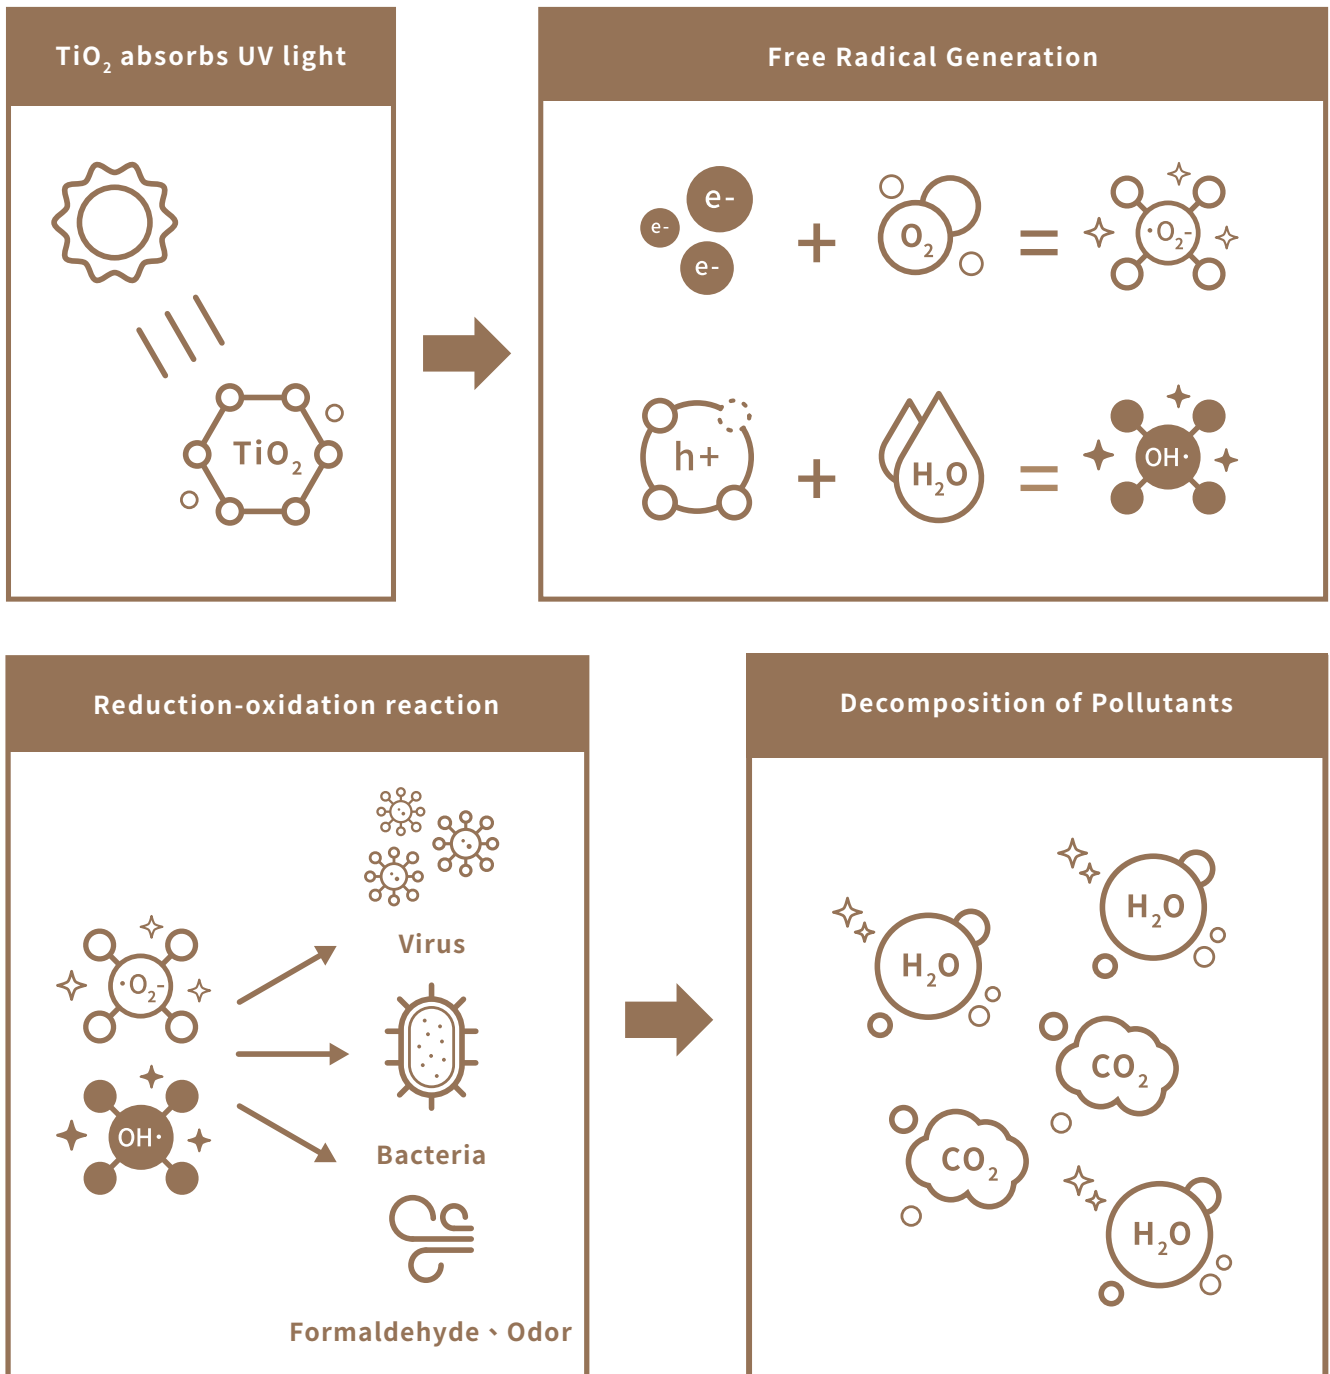 TiO₂ absorbs UV light
Free Radical Generation
e-
e-
e-
+
O₂
=
·O₂-
TiO₂
h+
+
H₂O
=
OH·
Reduction-oxidation reaction
Decomposition of Pollutants
Virus
·O₂-
OH·
Bacteria
Formaldehyde、Odor
H₂O
H₂O
CO₂
CO₂
H₂O